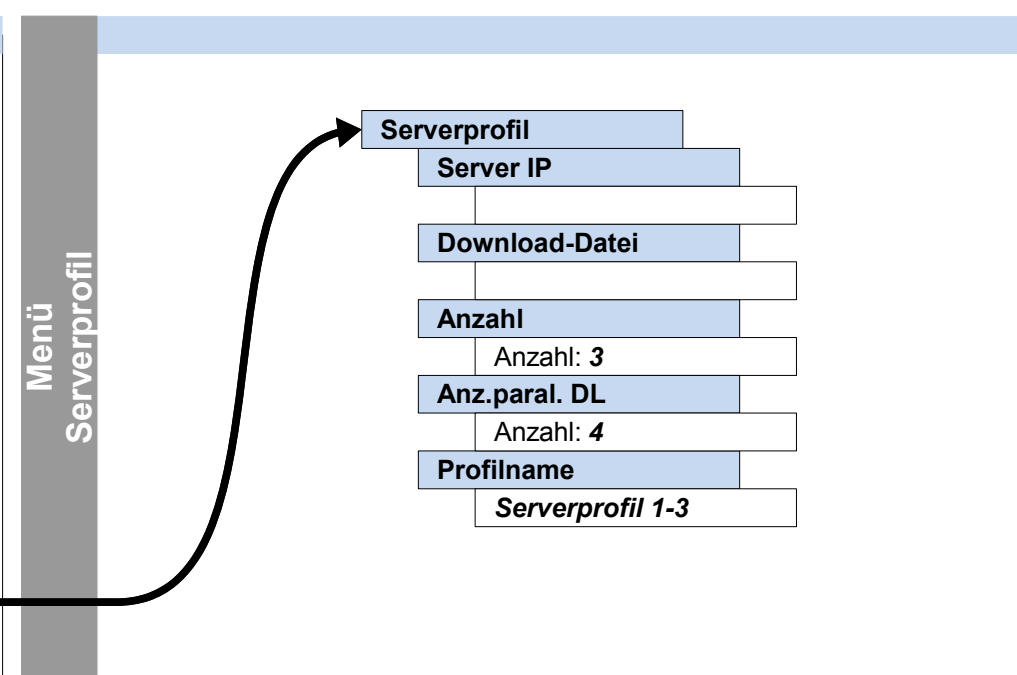 Menü
Serverprofil
Serverprofil
Server IP
Download-Datei
Anzahl
Anzahl: 3
Anz.paral. DL
Anzahl: 4
Profilname
Serverprofil 1-3